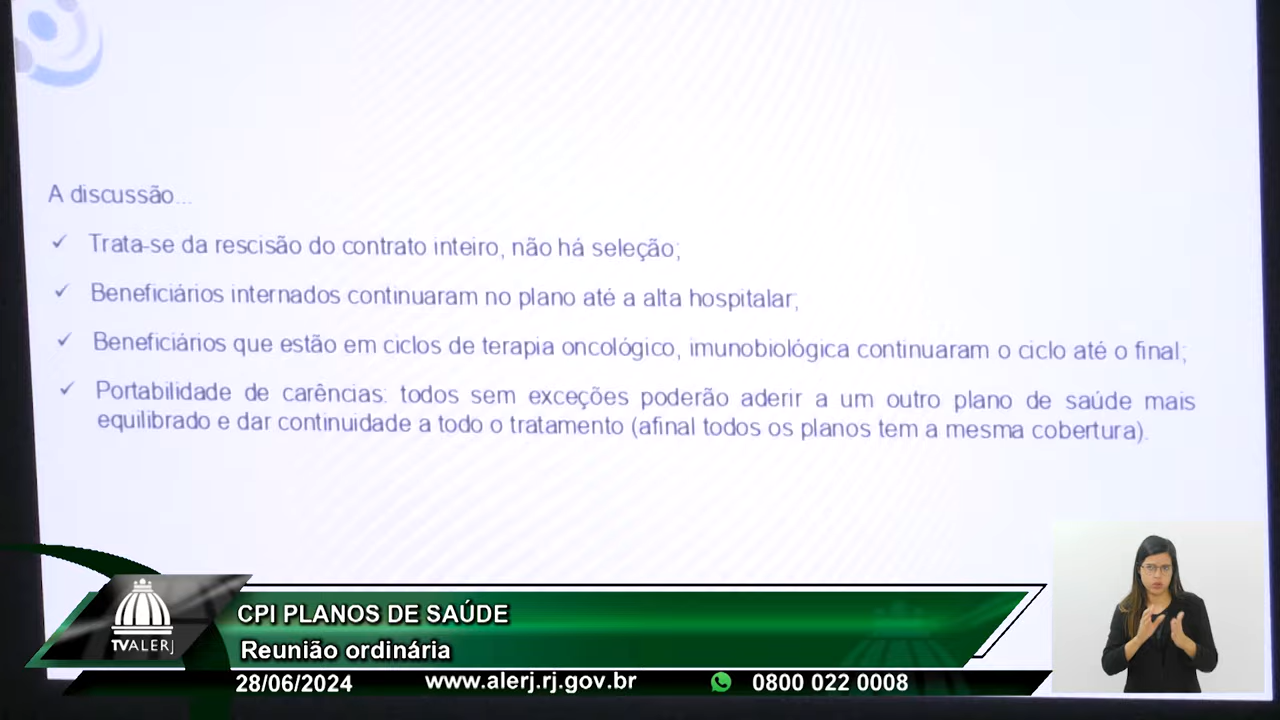 A discussão...
✓ Trata-se da rescisão do contrato inteiro, não há seleção;
✓ Beneficiários internados continuaram no plano até a alta hospitalar;
✓ Beneficiários que estão em ciclos de terapia oncológico, imunobiológica continuaram o ciclo até o final;
✓ Portabilidade de carências: todos sem exceções poderão aderir a um outro plano de saúde mais
equilibrado e dar continuidade a todo o tratamento (afinal todos os planos tem a mesma cobertura).
CPI PLANOS DE SAÚDE
TVALERJ
Reunião ordinária
28/06/2024 www.alerj.rj.gov.br 0800 022 0008